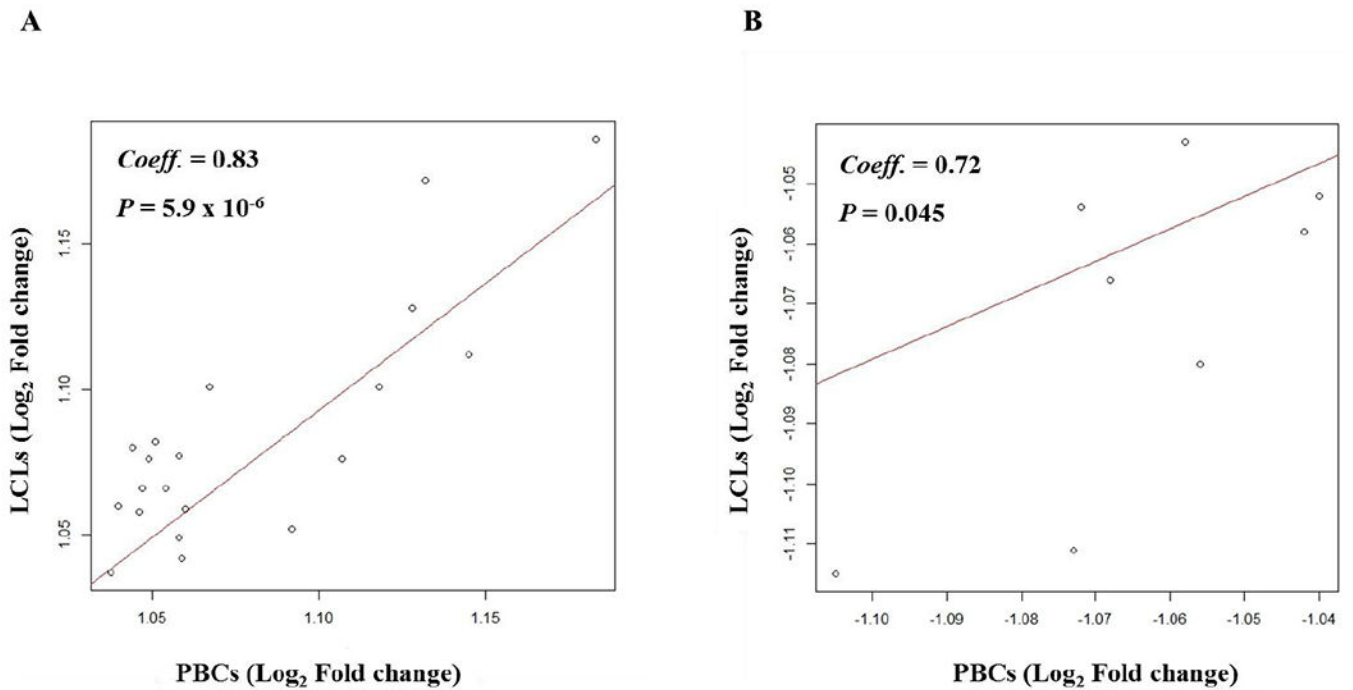 A
Coeff. = 0.83
P = 5.9 x 10⁻⁶
LCLs (Log₂ Fold change)
1.15
1.10
1.05
1.05 1.10 1.15
PBCs (Log₂ Fold change)
B
Coeff. = 0.72
P = 0.045
LCLs (Log₂ Fold change)
-1.05
-1.06
-1.07
-1.08
-1.09
-1.10
-1.11
-1.10 -1.09 -1.08 -1.07 -1.06 -1.05 -1.04
PBCs (Log₂ Fold change)